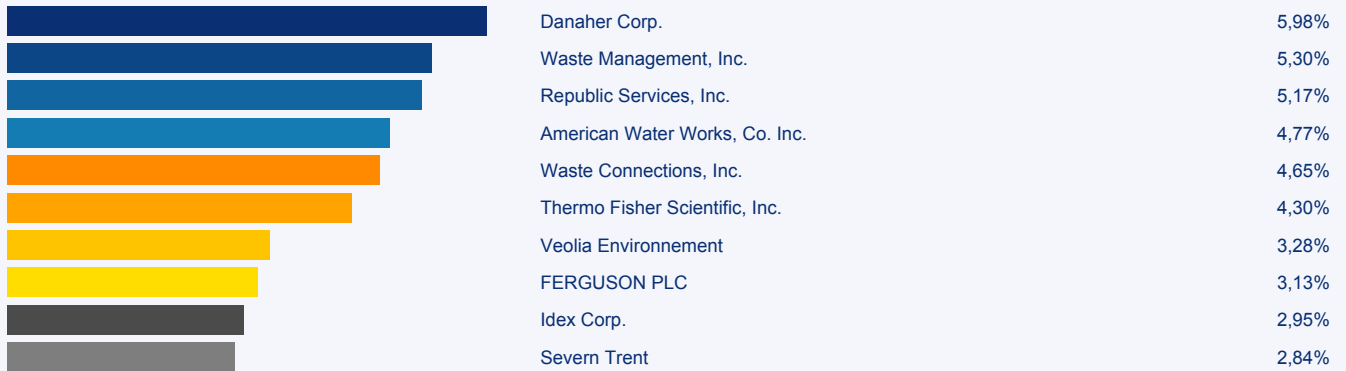 Danaher Corp. 5,98%
Waste Management, Inc. 5,30%
Republic Services, Inc. 5,17%
American Water Works, Co. Inc. 4,77%
Waste Connections, Inc. 4,65%
Thermo Fisher Scientific, Inc. 4,30%
Veolia Environnement 3,28%
FERGUSON PLC 3,13%
Idex Corp. 2,95%
Severn Trent 2,84%